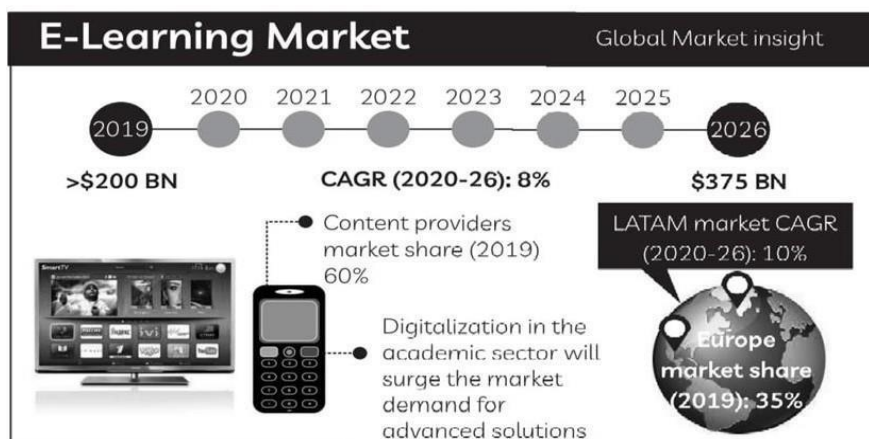 E-Learning Market
Global Market insight
2019
2020
2021
2022
2023
2024
2025
2026
>$200 BN
CAGR (2020-26): 8%
$375 BN
Content providers
market share (2019)
60%
LATAM market CAGR
(2020-26): 10%
SmartTV
Digitalization in the
academic sector will
surge the market
demand for
advanced solutions
Europe
market share
(2019): 35%